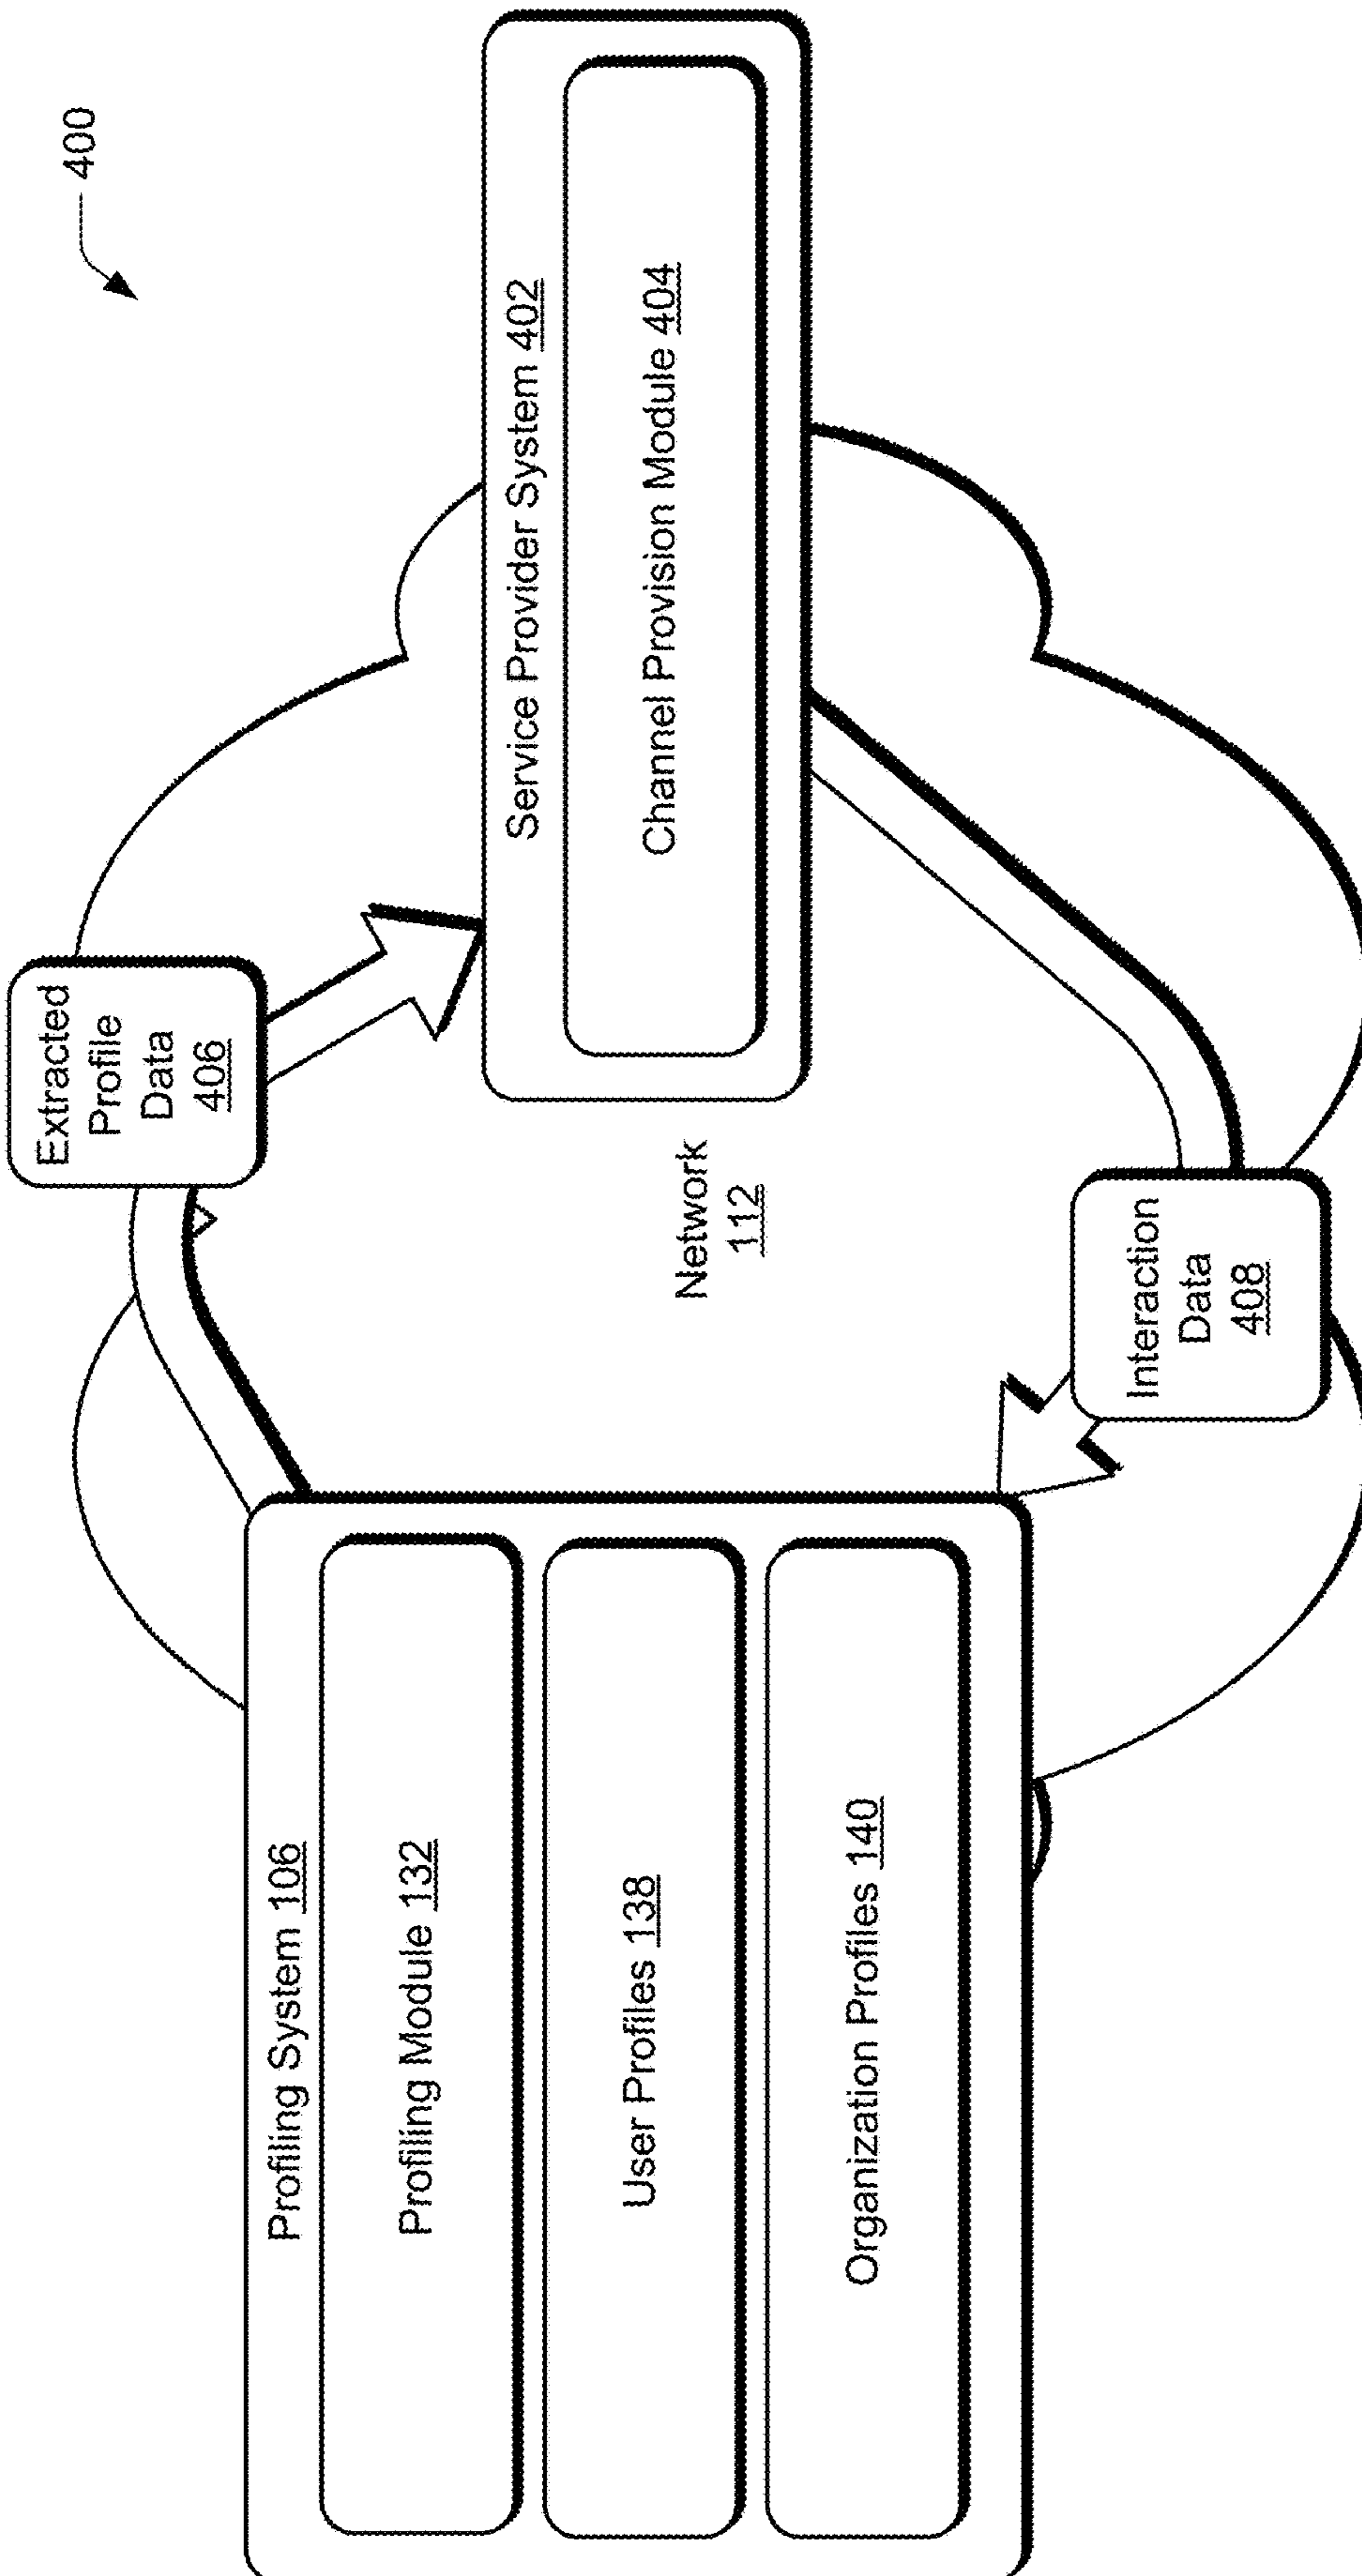 400
Profiling System 106
Profiling Module 132
User Profiles 138
Organization Profiles 140
Extracted
Profile
Data
406
Network
112
Interaction
Data
408
Service Provider System 402
Channel Provision Module 404